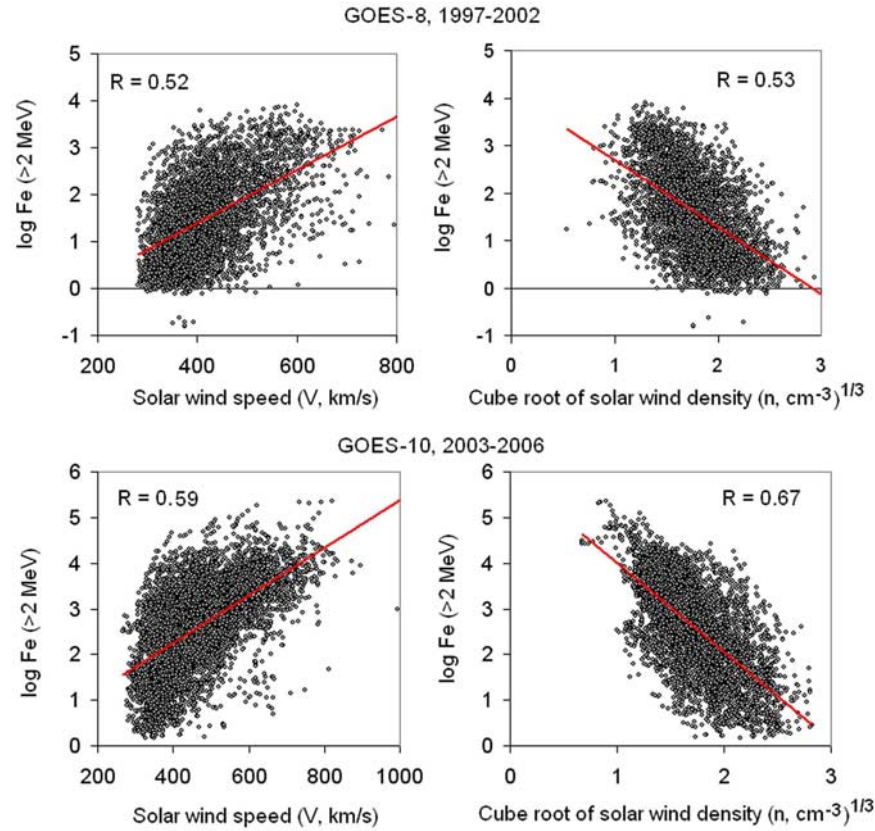 GOES-8, 1997-2002
5
4
3
2
1
0
-1
log Fe (>2 MeV)
R = 0.52
200 400 600 800
Solar wind speed (V, km/s)
5
4
3
2
1
0
-1
log Fe (>2 MeV)
R = 0.53
0 1 2 3
Cube root of solar wind density (n, cm-3)1/3
GOES-10, 2003-2006
6
5
4
3
2
1
0
log Fe (>2 MeV)
R = 0.59
200 400 600 800 1000
Solar wind speed (V, km/s)
6
5
4
3
2
1
0
log Fe (>2 MeV)
R = 0.67
0 1 2 3
Cube root of solar wind density (n, cm-3)1/3